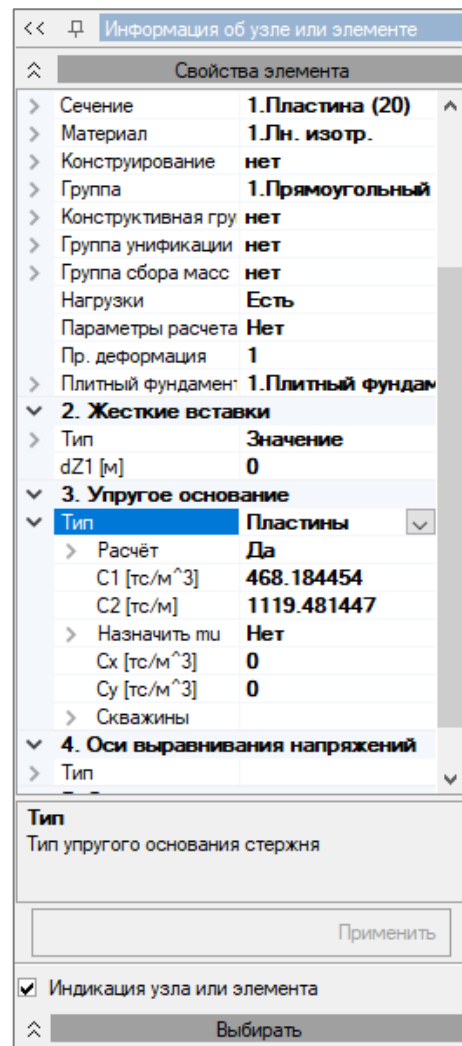 << Информация об узле или элементе
Свойства элемента
Сечение 1.Пластина (20)
Материал 1.Лн. изотр.
Конструирование нет
Группа 1.Прямоугольный
Конструктивная гру нет
Группа унификации нет
Группа сбора масс нет
Нагрузки Есть
Параметры расчета Нет
Пр. деформация 1
Плитный фундамент 1.Плитный фундам
2. Жесткие вставки
Тип Значение
dZ1 [м] 0
3. Упругое основание
Тип Пластины
Расчёт Да
C1 [тс/м^3] 468.184454
C2 [тс/м] 1119.481447
Назначить mu Нет
Cx [тс/м^3] 0
Cy [тс/м^3] 0
Скважины
4. Оси выравнивания напряжений
Тип
Тип
Тип упругого основания стержня
Применить
Индикация узла или элемента
Выбирать